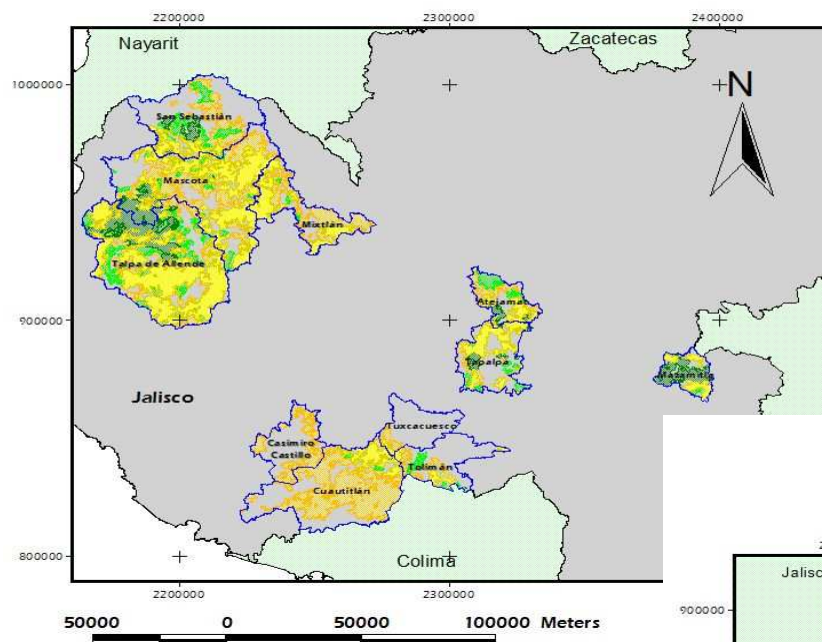 2200000 2300000 2400000
Nayarit
Zacatecas
1000000
N
San Sebastián
Mascota
Mixtlán
Talpa de Allende
Atejamac
900000
Tapalpa
Mazamitla
Jalisco
Tuxcacuesco
Casimiro
Castillo
Tolimán
Cuautitlán
800000
Colima
2200000 2300000
Jalisc
900000
50000 0 50000 100000 Meters